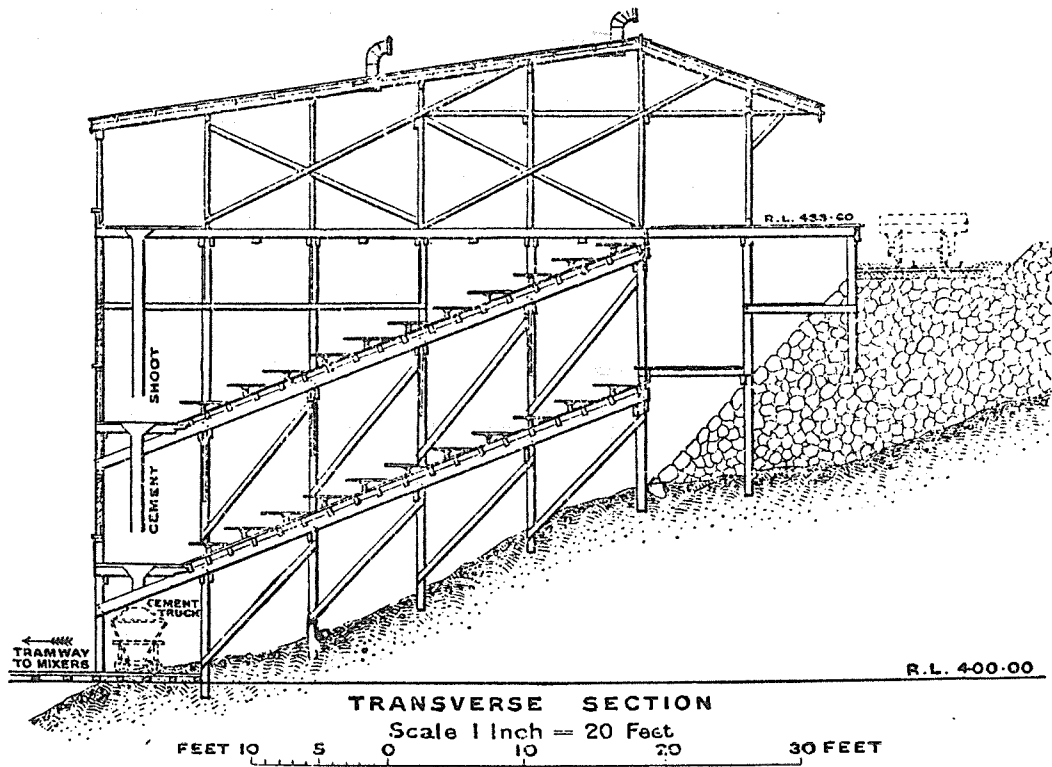 R.L. 433·60
SHOOT
CEMENT
CEMENT
TRUCK
TRAMWAY
TO MIXERS
R.L. 400·00
TRANSVERSE SECTION
Scale 1 Inch = 20 Feet
FEET 10 5 0 10 20 30 FEET